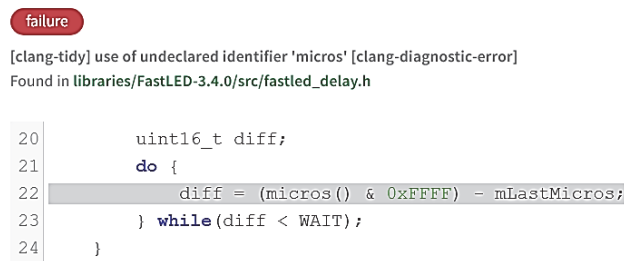 failure
[clang-tidy] use of undeclared identifier 'micros' [clang-diagnostic-error]
Found in libraries/FastLED-3.4.0/src/fastled_delay.h
20 uint16_t diff;
21 do {
22 diff = (micros() & 0xFFFF) - mLastMicros;
23 } while(diff < WAIT);
24 }